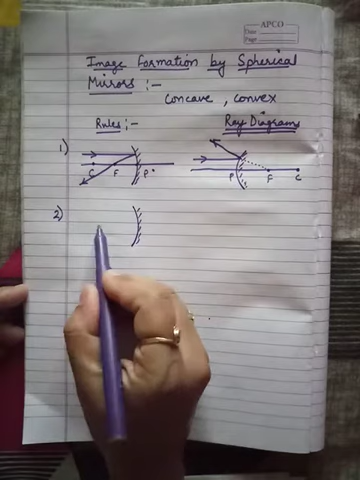 APCO
Date
Page
Image Formation by Spherical
Mirrors :-
Concave , convex
Rules :-
Ray Diagrams
1)
C F P
P F C
2)